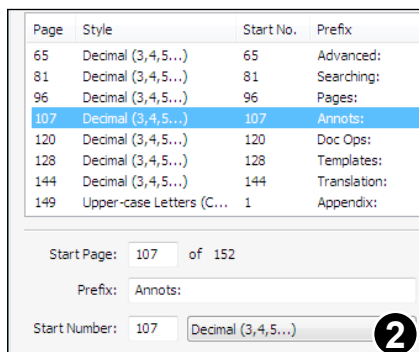 Page Style Start No. Prefix
65 Decimal (3,4,5...) 65 Advanced:
81 Decimal (3,4,5...) 81 Searching:
96 Decimal (3,4,5...) 96 Pages:
107 Decimal (3,4,5...) 107 Annots:
120 Decimal (3,4,5...) 120 Doc Ops:
128 Decimal (3,4,5...) 128 Templates:
144 Decimal (3,4,5...) 144 Translation:
149 Upper-case Letters (C... 1 Appendix:
Start Page: 107 of 152
Prefix: Annots:
Start Number: 107 Decimal (3,4,5...) 2